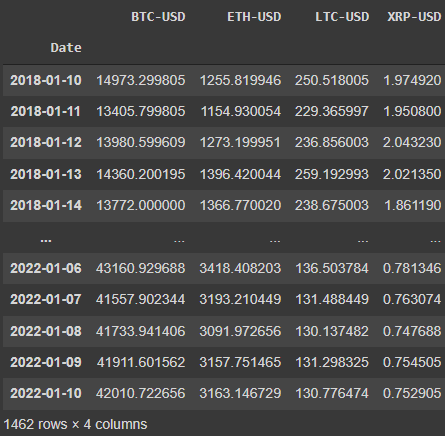 BTC-USD ETH-USD LTC-USD XRP-USD
Date
2018-01-10 14973.299805 1255.819946 250.518005 1.974920
2018-01-11 13405.799805 1154.930054 229.365997 1.950800
2018-01-12 13980.599609 1273.199951 236.856003 2.043230
2018-01-13 14360.200195 1396.420044 259.192993 2.021350
2018-01-14 13772.000000 1366.770020 238.675003 1.861190
... ... ... ... ...
2022-01-06 43160.929688 3418.408203 136.503784 0.781346
2022-01-07 41557.902344 3193.210449 131.488449 0.763074
2022-01-08 41733.941406 3091.972656 130.137482 0.747688
2022-01-09 41911.601562 3157.751465 131.298325 0.754505
2022-01-10 42010.722656 3163.146729 130.776474 0.752905
1462 rows × 4 columns